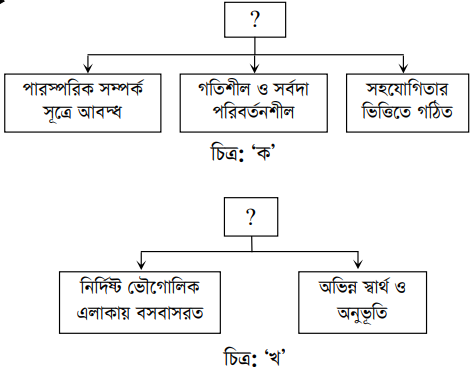 ?
পারস্পরিক সম্পর্ক
সূত্রে আবদ্ধ
গতিশীল ও সর্বদা
পরিবর্তনশীল
সহযোগিতার
ভিত্তিতে গঠিত
চিত্র: ‘ক’
?
নির্দিষ্ট ভৌগোলিক
এলাকায় বসবাসরত
অভিন্ন স্বার্থ ও
অনুভূতি
চিত্র: ‘খ’